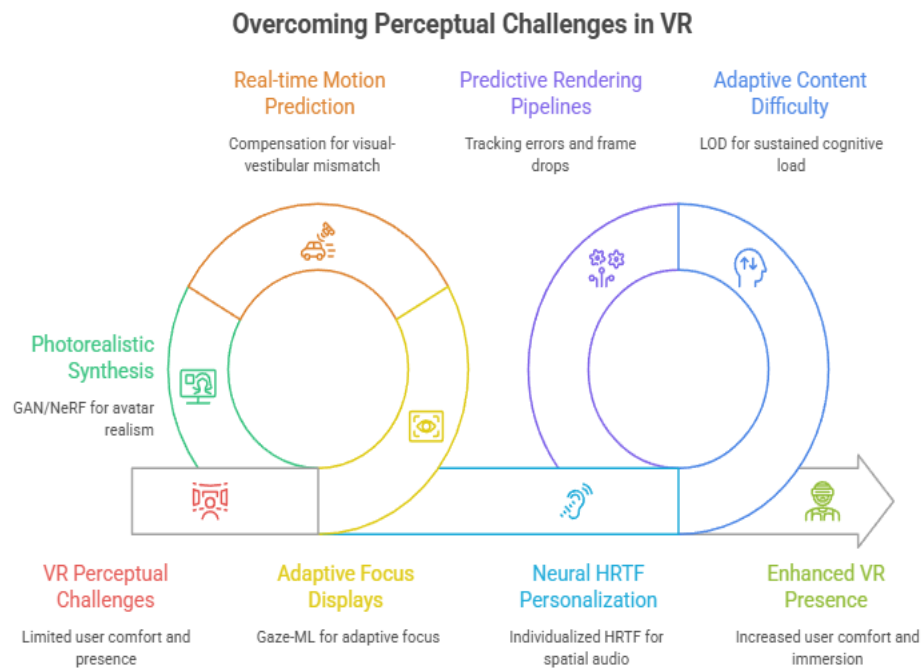 Overcoming Perceptual Challenges in VR
Real-time Motion
Prediction
Compensation for visual-
vestibular mismatch
Predictive Rendering
Pipelines
Tracking errors and frame
drops
Adaptive Content
Difficulty
LOD for sustained cognitive
load
Photorealistic
Synthesis
GAN/NeRF for avatar
realism
VR Perceptual
Challenges
Limited user comfort and
presence
Adaptive Focus
Displays
Gaze-ML for adaptive focus
Neural HRTF
Personalization
Individualized HRTF for
spatial audio
Enhanced VR
Presence
Increased user comfort and
immersion